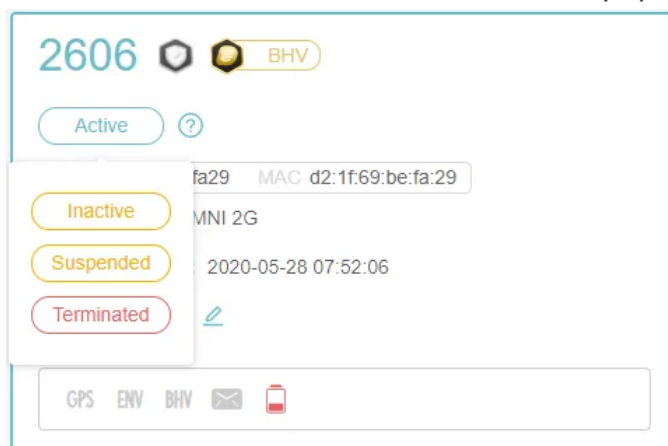 2606 BHV
Active ?
fa29 MAC d2:1f:69:be:fa:29
Inactive
MNI 2G
Suspended
: 2020-05-28 07:52:06
Terminated
GPS ENV BHV